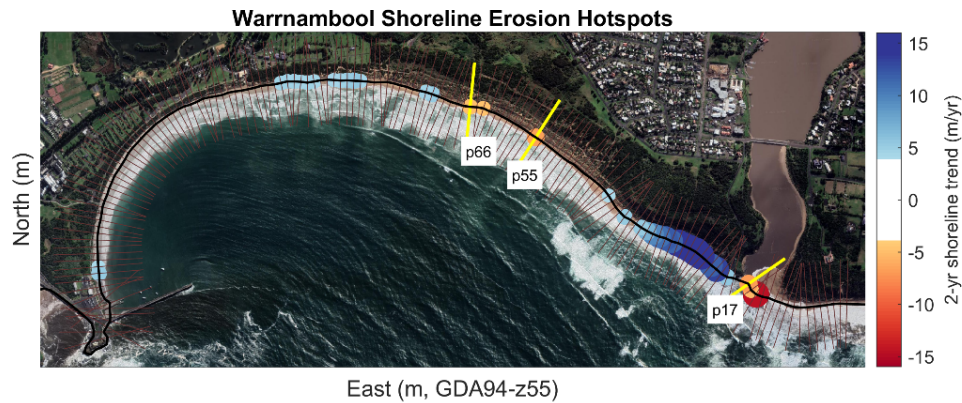 Warrnambool Shoreline Erosion Hotspots
North (m)
p66
p55
p17
East (m, GDA94-z55)
15
10
5
0
-5
-10
-15
2-yr shoreline trend (m/yr)